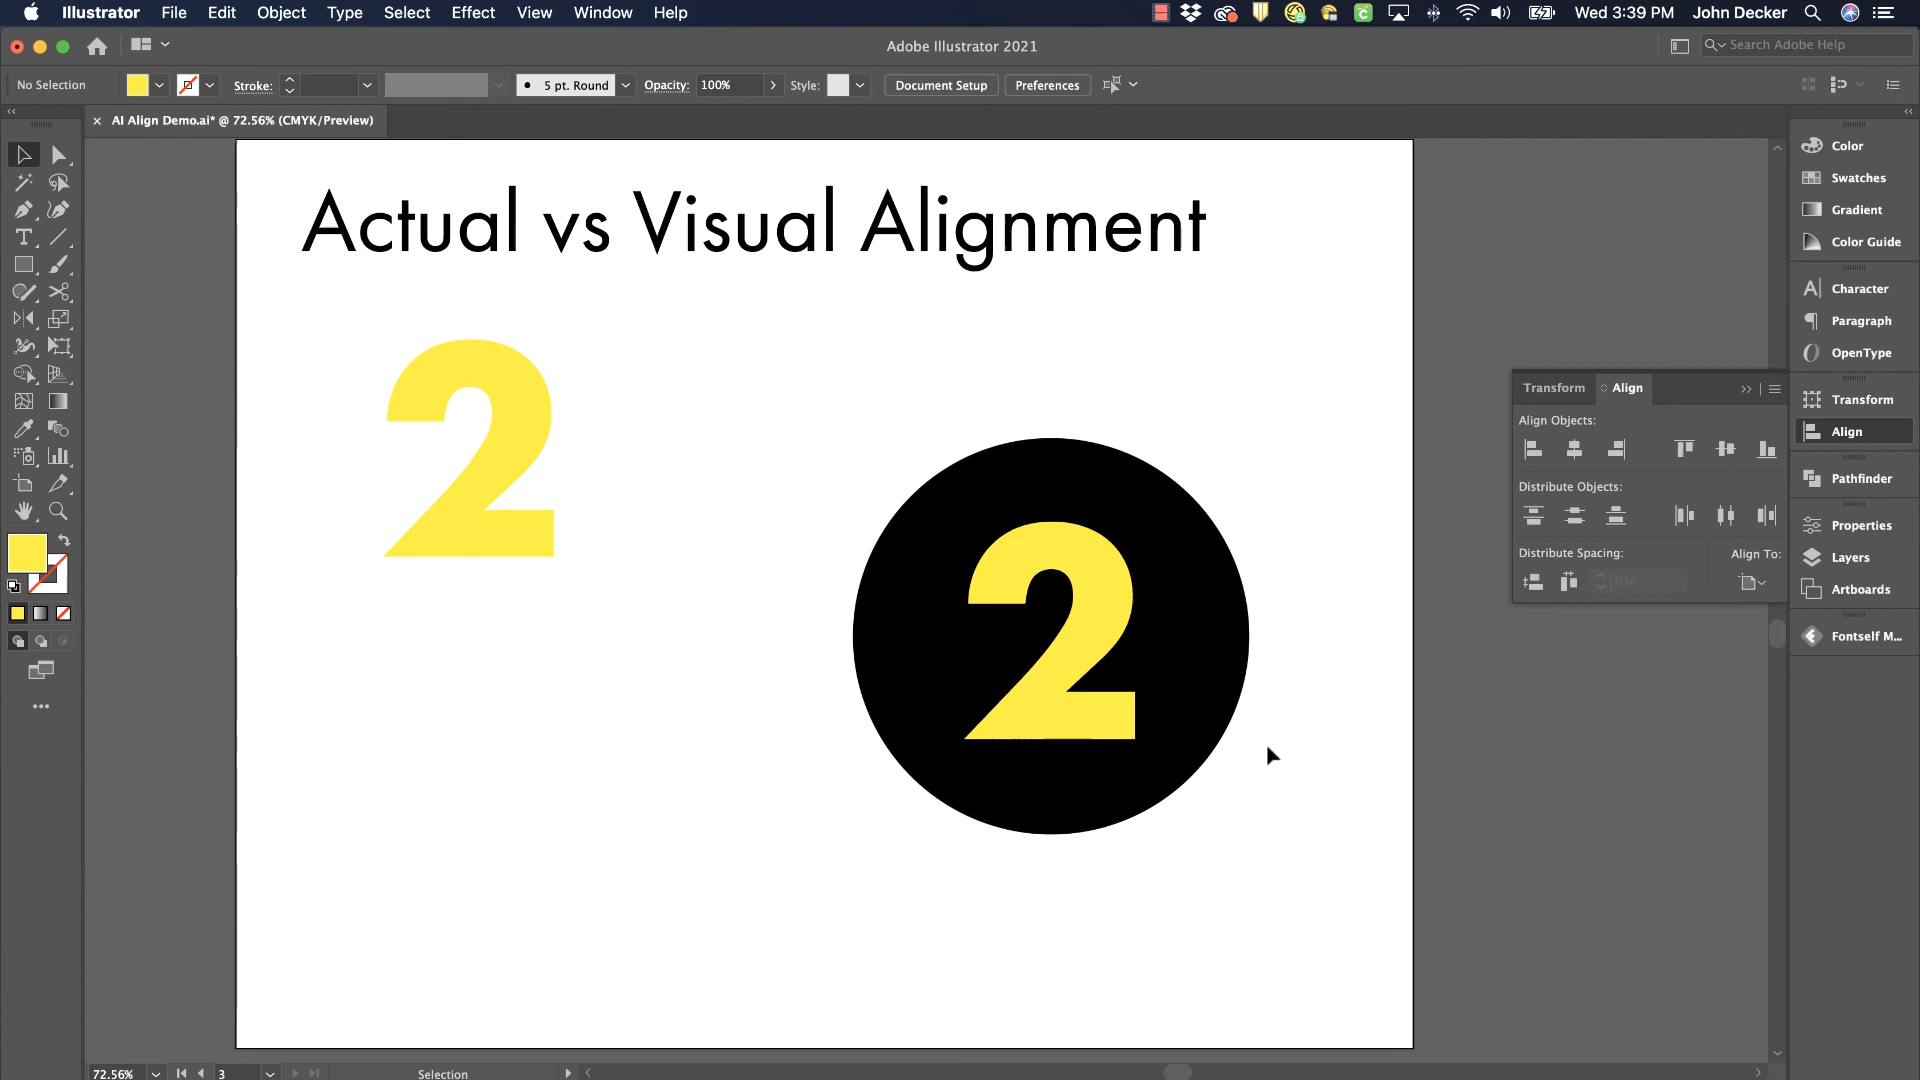 Illustrator File Edit Object Type Select Effect View Window Help Wed 3:39 PM John Decker
Adobe Illustrator 2021 Search Adobe Help
No Selection Stroke: 5 pt. Round Opacity: 100% Style: Document Setup Preferences
× AI Align Demo.ai* @ 72.56% (CMYK/Preview)
Actual vs Visual Alignment
2
2
Transform Align
Align Objects:
Distribute Objects:
Distribute Spacing: Align To:
0 in
Color
Swatches
Gradient
Color Guide
Character
Paragraph
OpenType
Transform
Align
Pathfinder
Properties
Layers
Artboards
Fontself M...
72.56% 3 Selection